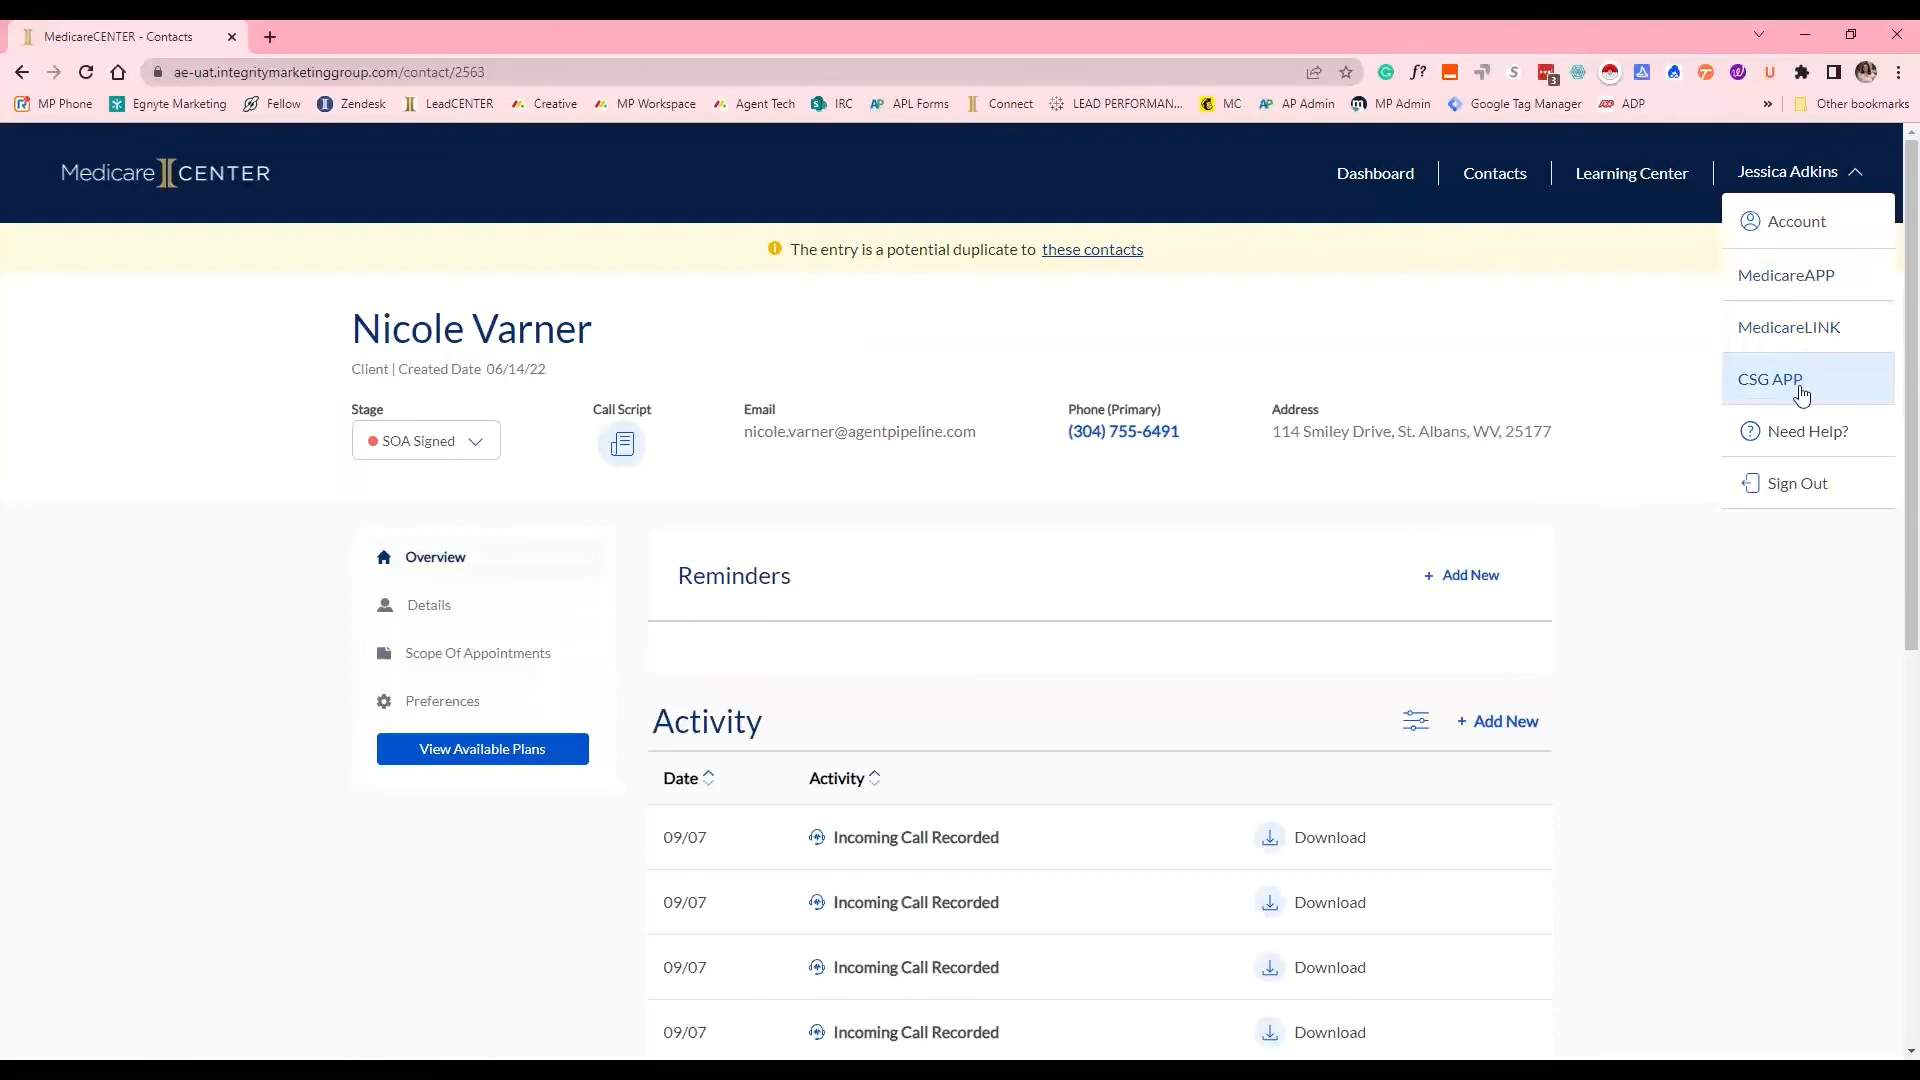 MedicareCENTER - Contacts
ae-uat.integritymarketinggroup.com/contact/2563
f?
S
3
U
MP Phone
Egnyte Marketing
Fellow
Zendesk
LeadCENTER
Creative
MP Workspace
Agent Tech
IRC
APL Forms
Connect
LEAD PERFORMAN...
MC
AP Admin
MP Admin
Google Tag Manager
ADP
»
Other bookmarks
Medicare CENTER
Dashboard
Contacts
Learning Center
Jessica Adkins
Account
MedicareAPP
MedicareLINK
CSG APP
Need Help?
Sign Out
The entry is a potential duplicate to these contacts
Nicole Varner
Client | Created Date 06/14/22
Stage
SOA Signed
Call Script
Email
nicole.varner@agentpipeline.com
Phone (Primary)
(304) 755-6491
Address
114 Smiley Drive, St. Albans, WV, 25177
Overview
Details
Scope Of Appointments
Preferences
View Available Plans
Reminders
+ Add New
Activity
+ Add New
Date
Activity
09/07 Incoming Call Recorded Download
09/07 Incoming Call Recorded Download
09/07 Incoming Call Recorded Download
09/07 Incoming Call Recorded Download